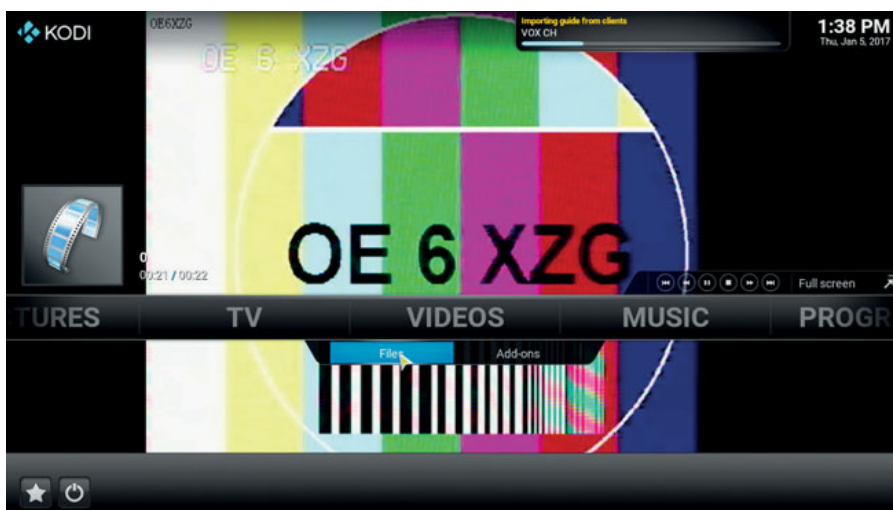 KODI
OE6XZG
OE 6 XZG
Importing guide from clients
VOX CH
1:38 PM
Thu, Jan 5, 2017
OE 6 XZG
00:21 / 00:22
Full screen
TURES
TV
VIDEOS
MUSIC
PROGR
Files
Add-ons